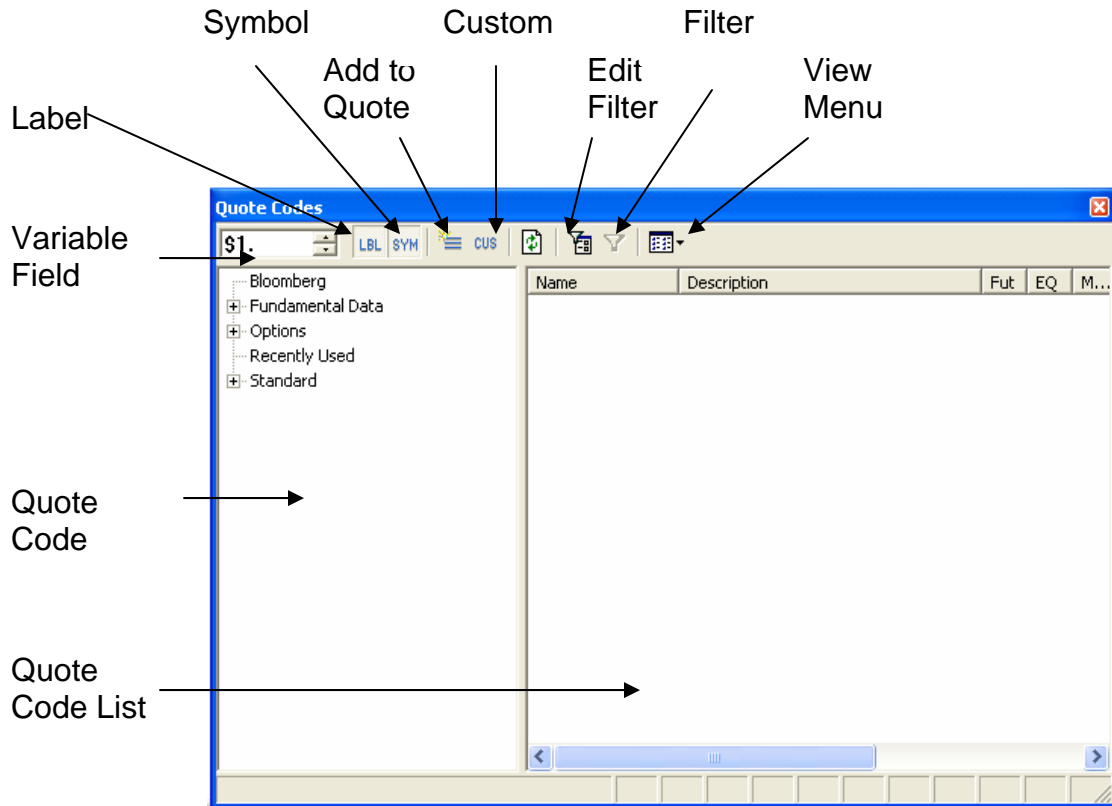 Symbol Custom Filter
Add to Edit View
Quote Filter Menu
Label
Quote Codes
Variable
Field
$1. LBL SYM CUS
Bloomberg
Fundamental Data
Options
Recently Used
Standard
Name Description Fut EQ M...
Quote
Code
Quote
Code List